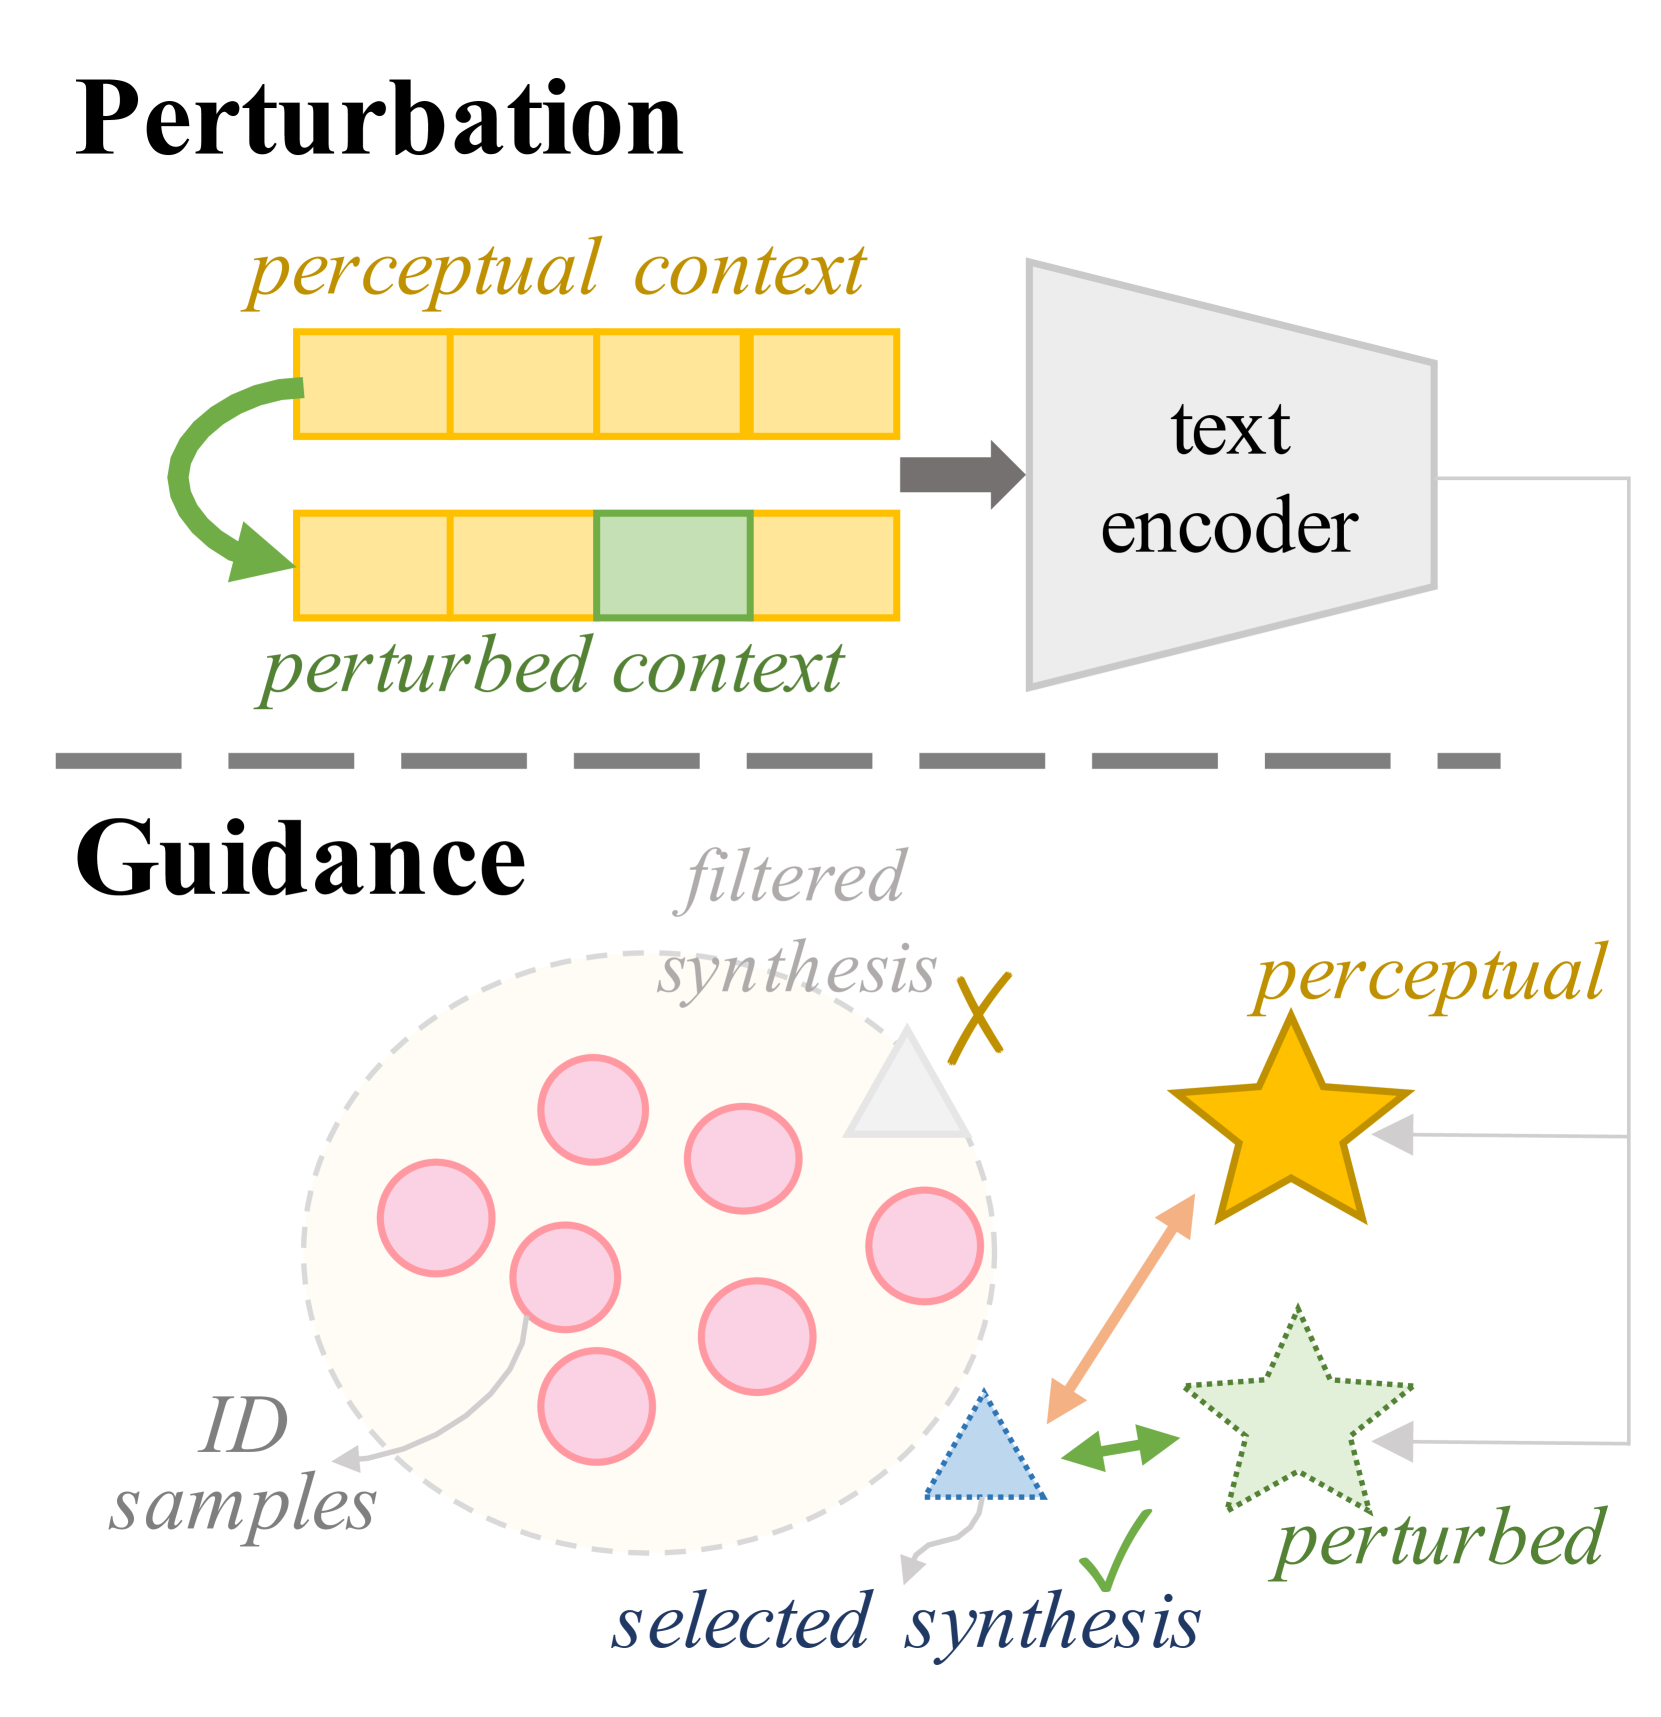 Perturbation
perceptual context
text
encoder
perturbed context
Guidance
filtered
synthesis
perceptual
ID
samples
perturbed
selected synthesis